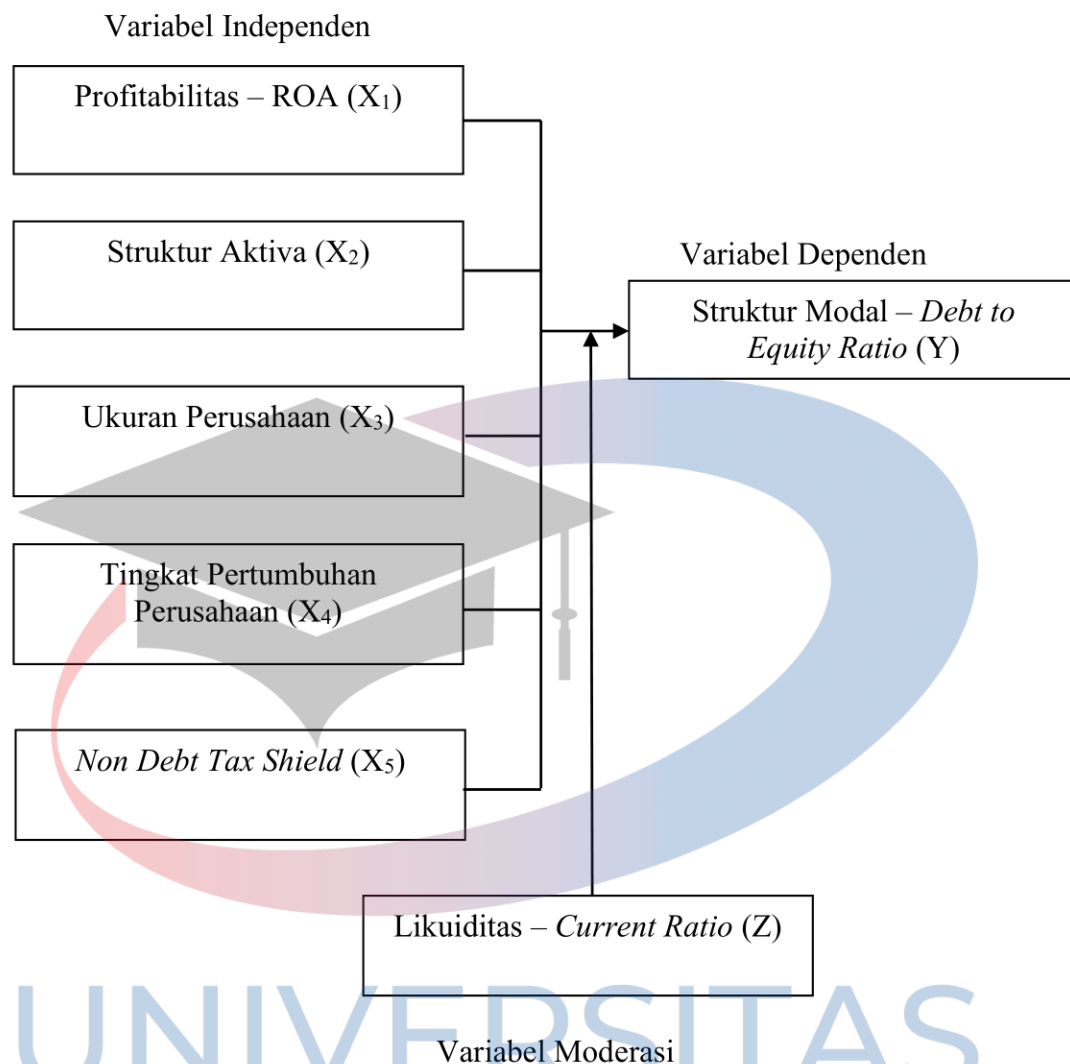 Variabel Independen
Profitabilitas – ROA (X₁)
Struktur Aktiva (X₂)
Variabel Dependen
Struktur Modal – Debt to
Equity Ratio (Y)
Ukuran Perusahaan (X₃)
Tingkat Pertumbuhan
Perusahaan (X₄)
Non Debt Tax Shield (X₅)
Likuiditas – Current Ratio (Z)
UNIVERSITAS
Variabel Moderasi